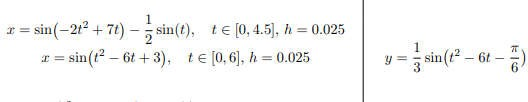 x = sin(−2t² + 7t) − 1/2 sin(t), t ∈ [0, 4.5], h = 0.025
x = sin(t² − 6t + 3), t ∈ [0, 6], h = 0.025
y = 1/3 sin(t² − 6t − π/6)